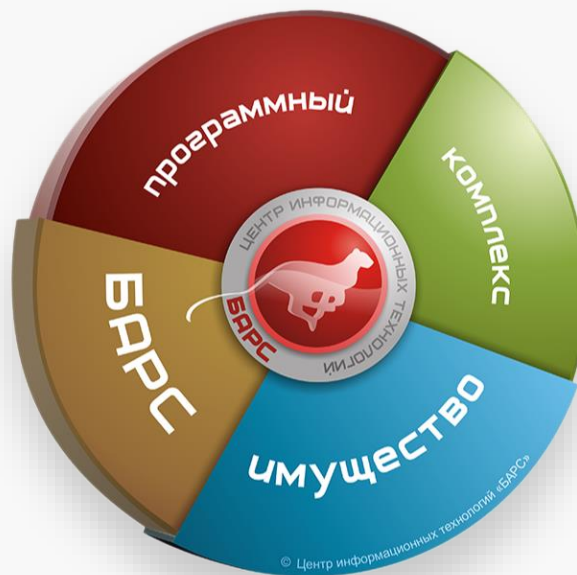 программный
комплекс
БАРС
имущество
ЦЕНТР ИНФОРМАЦИОННЫХ ТЕХНОЛОГИЙ
БАРС
© Центр информационных технологий «БАРС»